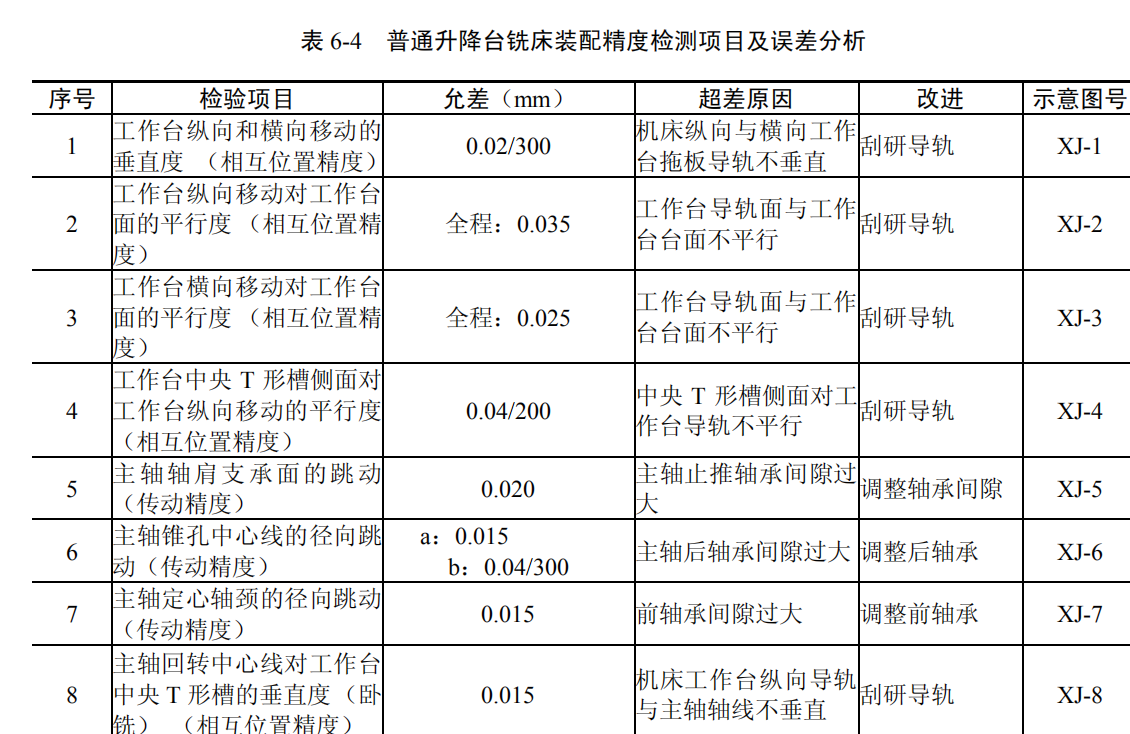 表 6-4 普通升降台铣床装配精度检测项目及误差分析
序号 检验项目 允差（mm） 超差原因 改进 示意图号
1 工作台纵向和横向移动的
垂直度 （相互位置精度） 0.02/300 机床纵向与横向工作
台拖板导轨不垂直 刮研导轨 XJ-1
2 工作台纵向移动对工作台
面的平行度 （相互位置精
度） 全程：0.035 工作台导轨面与工作
台台面不平行 刮研导轨 XJ-2
3 工作台横向移动对工作台
面的平行度 （相互位置精
度） 全程：0.025 工作台导轨面与工作
台台面不平行 刮研导轨 XJ-3
4 工作台中央 T 形槽侧面对
工作台纵向移动的平行度
（相互位置精度） 0.04/200 中央 T 形槽侧面对工
作台导轨不平行 刮研导轨 XJ-4
5 主轴轴肩支承面的跳动
（传动精度） 0.020 主轴止推轴承间隙过
大 调整轴承间隙 XJ-5
6 主轴锥孔中心线的径向跳
动（传动精度） a：0.015
b：0.04/300 主轴后轴承间隙过大 调整后轴承 XJ-6
7 主轴定心轴颈的径向跳动
（传动精度） 0.015 前轴承间隙过大 调整前轴承 XJ-7
8 主轴回转中心线对工作台
中央 T 形槽的垂直度（卧
铣） （相互位置精度） 0.015 机床工作台纵向导轨
与主轴轴线不垂直 刮研导轨 XJ-8